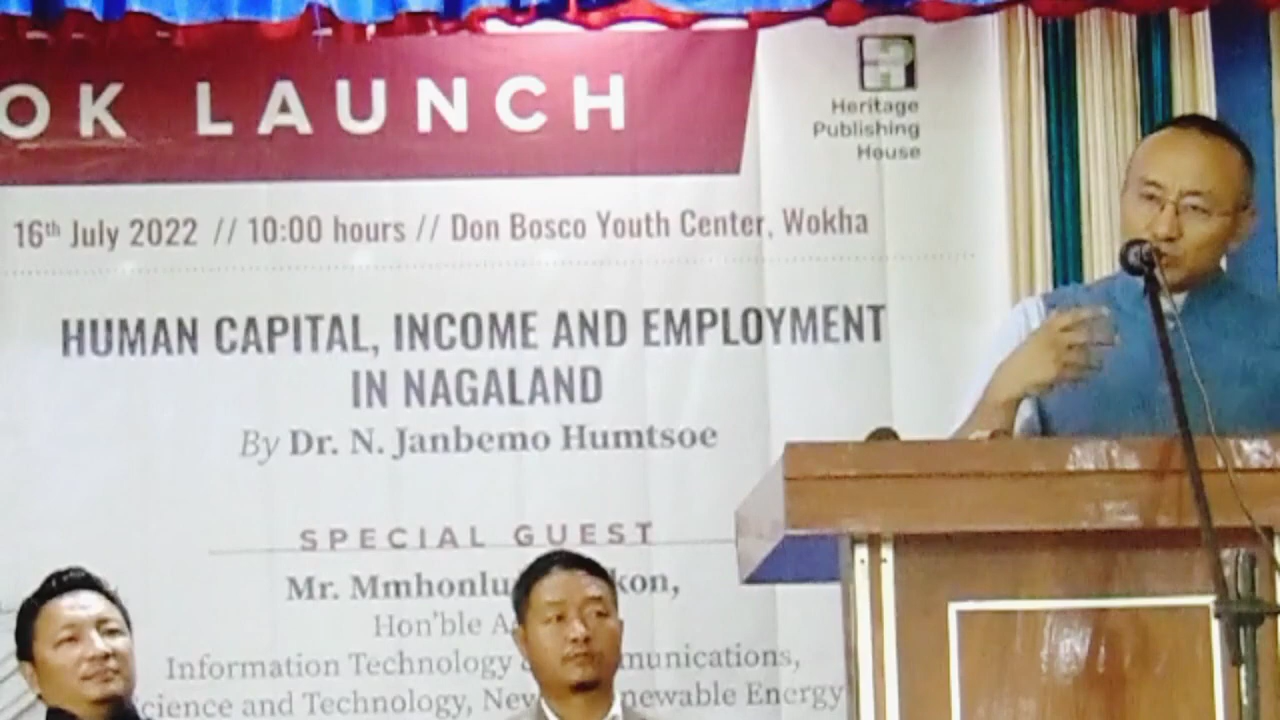 OK LAUNCH
Heritage
Publishing
House
16th July 2022 // 10:00 hours // Don Bosco Youth Center, Wokha
HUMAN CAPITAL, INCOME AND EMPLOYMENT
IN NAGALAND
By Dr. N. Janbemo Humtsoe
SPECIAL GUEST
Mr. Mmhonlu kon,
Hon'ble A
Information Technology munications,
cience and Technology, New newable Energy